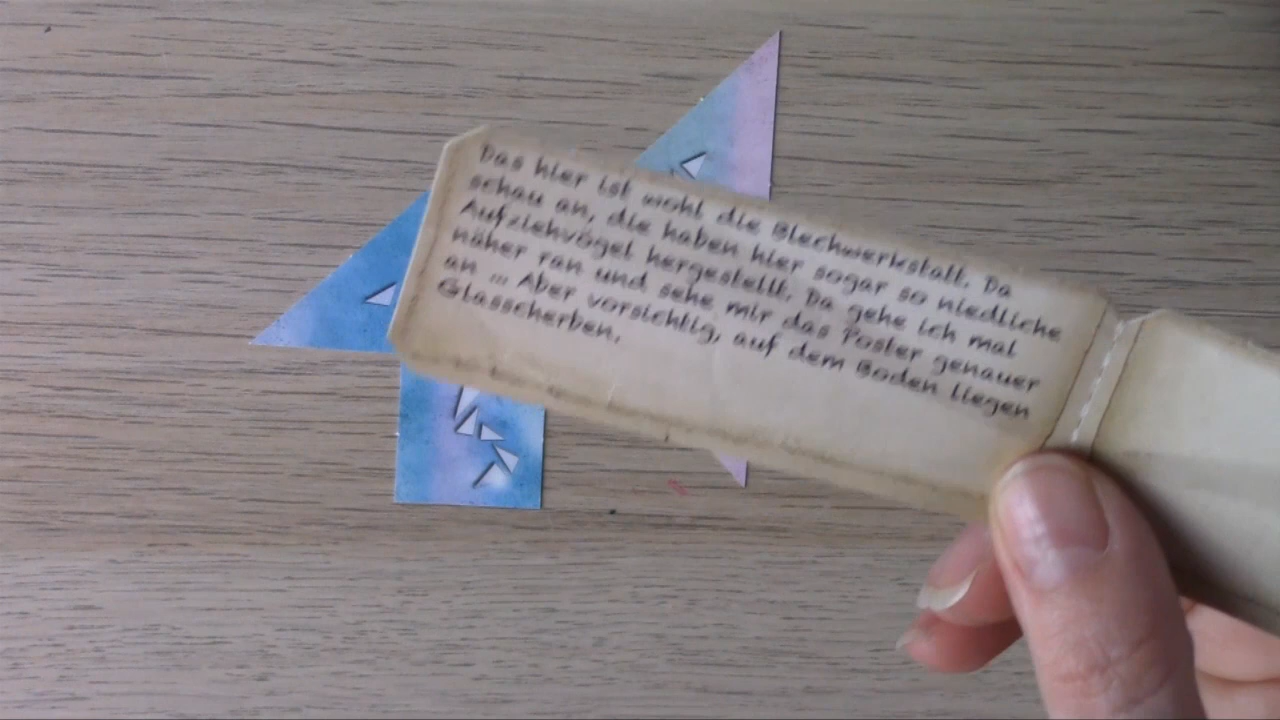 Das hier ist wohl die Blechwerkstatt. Da
schau an, die haben hier sogar so niedliche
Aufziehvögel hergestellt. Da gehe ich mal
näher ran und sehe mir das Poster genauer
an ... Aber vorsichtig, auf dem Boden liegen
Glasscherben.